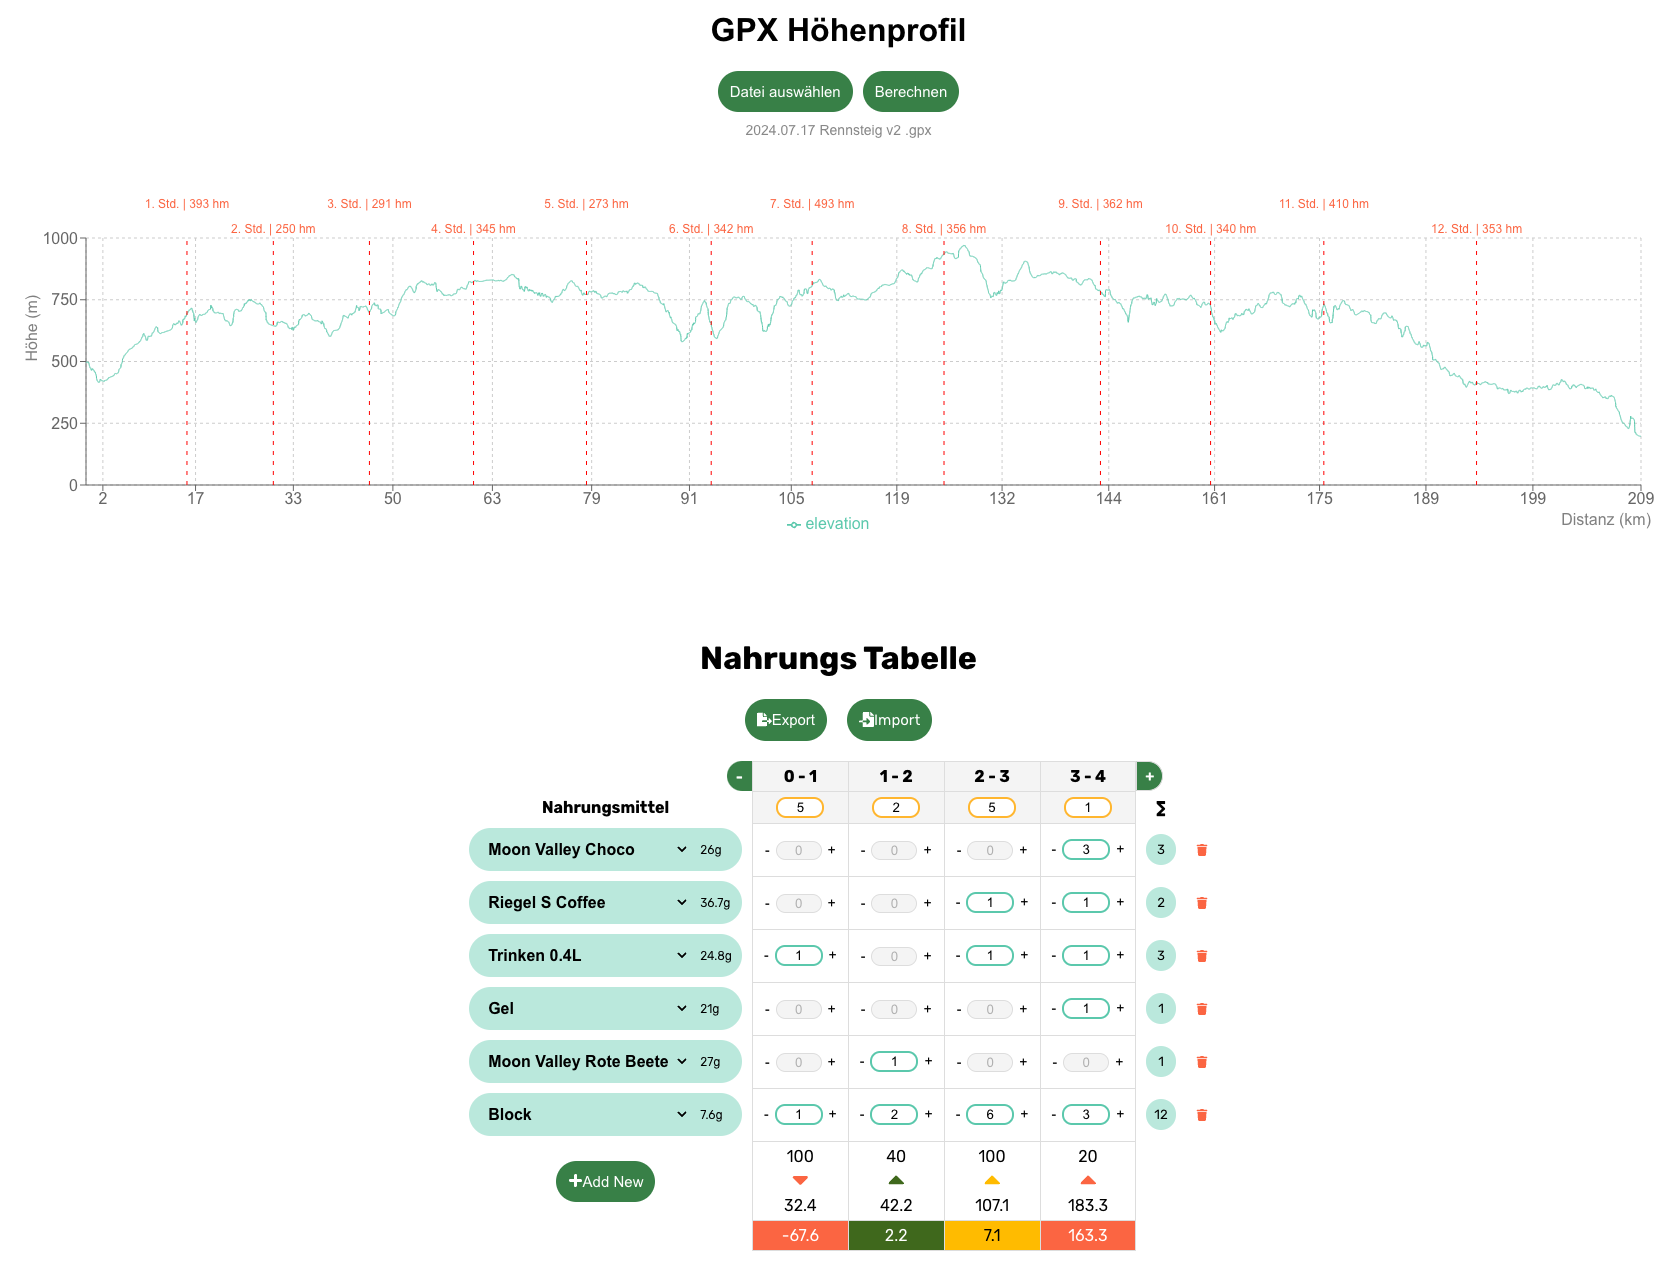 GPX Höhenprofil
Datei auswählen Berechnen
2024.07.17 Rennsteig v2 .gpx
1. Std. | 393 hm 3. Std. | 291 hm 5. Std. | 273 hm 7. Std. | 493 hm 9. Std. | 362 hm 11. Std. | 410 hm
2. Std. | 250 hm 4. Std. | 345 hm 6. Std. | 342 hm 8. Std. | 356 hm 10. Std. | 340 hm 12. Std. | 353 hm
1000
750
500
250
0
Höhe (m)
2 17 33 50 63 79 91 105 119 132 144 161 175 189 199 209
Distanz (km)
elevation
Nahrungs Tabelle
Export Import
- 0 - 1 1 - 2 2 - 3 3 - 4 +
Nahrungsmittel 5 2 5 1 Σ
Moon Valley Choco 26g - 0 + - 0 + - 0 + - 3 + 3
Riegel S Coffee 36.7g - 0 + - 0 + - 1 + - 1 + 2
Trinken 0.4L 24.8g - 1 + - 0 + - 1 + - 1 + 3
Gel 21g - 0 + - 0 + - 0 + - 1 + 1
Moon Valley Rote Beete 27g - 0 + - 1 + - 0 + - 0 + 1
Block 7.6g - 1 + - 2 + - 6 + - 3 + 12
100 40 100 20
Add New
32.4 42.2 107.1 183.3
-67.6 2.2 7.1 163.3